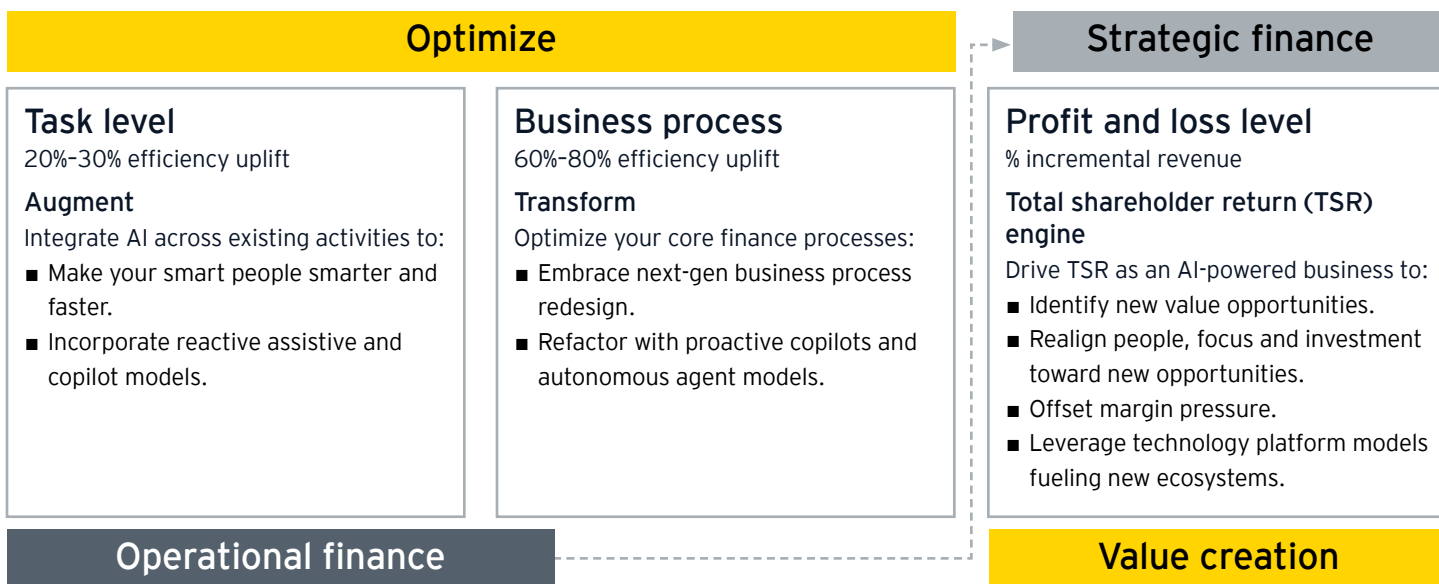 Optimize
Strategic finance
Task level
20%–30% efficiency uplift
Augment
Integrate AI across existing activities to:
■ Make your smart people smarter and
faster.
■ Incorporate reactive assistive and
copilot models.
Business process
60%–80% efficiency uplift
Transform
Optimize your core finance processes:
■ Embrace next-gen business process
redesign.
■ Refactor with proactive copilots and
autonomous agent models.
Profit and loss level
% incremental revenue
Total shareholder return (TSR)
engine
Drive TSR as an AI-powered business to:
■ Identify new value opportunities.
■ Realign people, focus and investment
toward new opportunities.
■ Offset margin pressure.
■ Leverage technology platform models
fueling new ecosystems.
Operational finance
Value creation